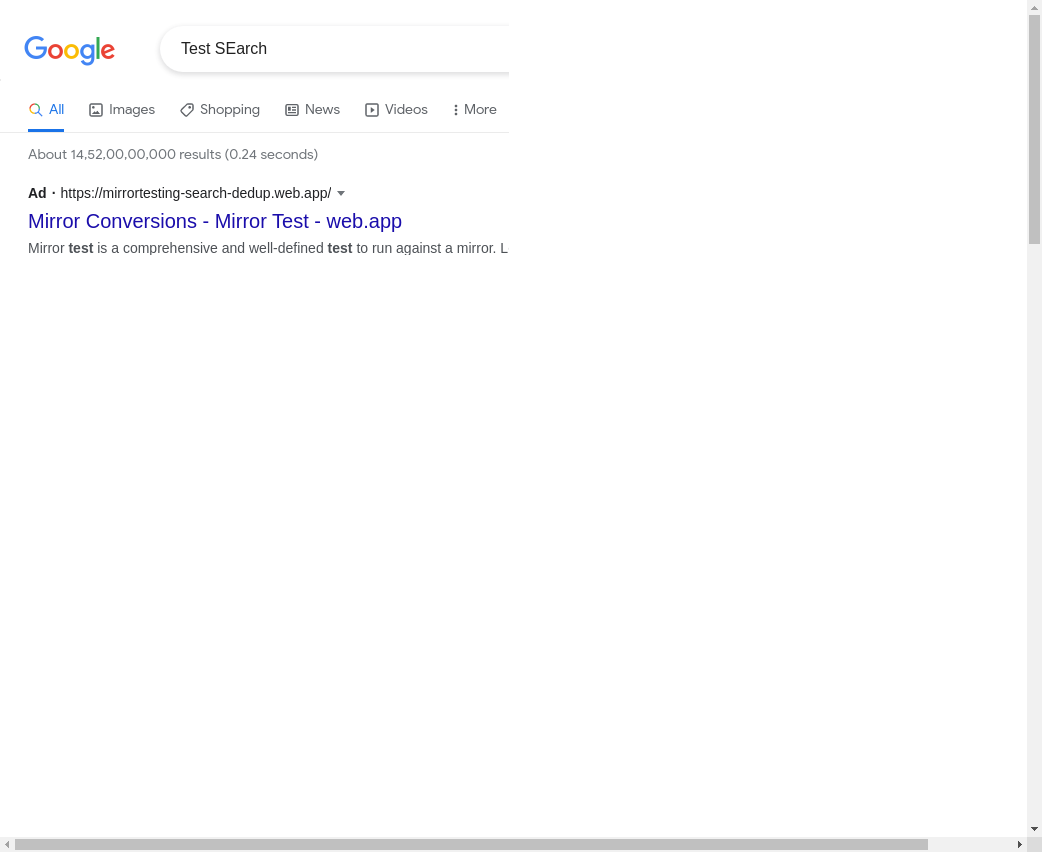 Google
Test SEarch
All Images Shopping News Videos More
About 14,52,00,00,000 results (0.24 seconds)
Ad · https://mirrortesting-search-dedup.web.app/
Mirror Conversions - Mirror Test - web.app
Mirror test is a comprehensive and well-defined test to run against a mirror. L